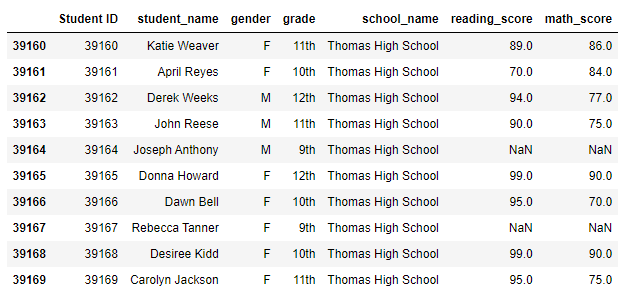 Student ID student_name gender grade school_name reading_score math_score
39160 39160 Katie Weaver F 11th Thomas High School 89.0 86.0
39161 39161 April Reyes F 10th Thomas High School 70.0 84.0
39162 39162 Derek Weeks M 12th Thomas High School 94.0 77.0
39163 39163 John Reese M 11th Thomas High School 90.0 75.0
39164 39164 Joseph Anthony M 9th Thomas High School NaN NaN
39165 39165 Donna Howard F 12th Thomas High School 99.0 90.0
39166 39166 Dawn Bell F 10th Thomas High School 95.0 70.0
39167 39167 Rebecca Tanner F 9th Thomas High School NaN NaN
39168 39168 Desiree Kidd F 10th Thomas High School 99.0 90.0
39169 39169 Carolyn Jackson F 11th Thomas High School 95.0 75.0